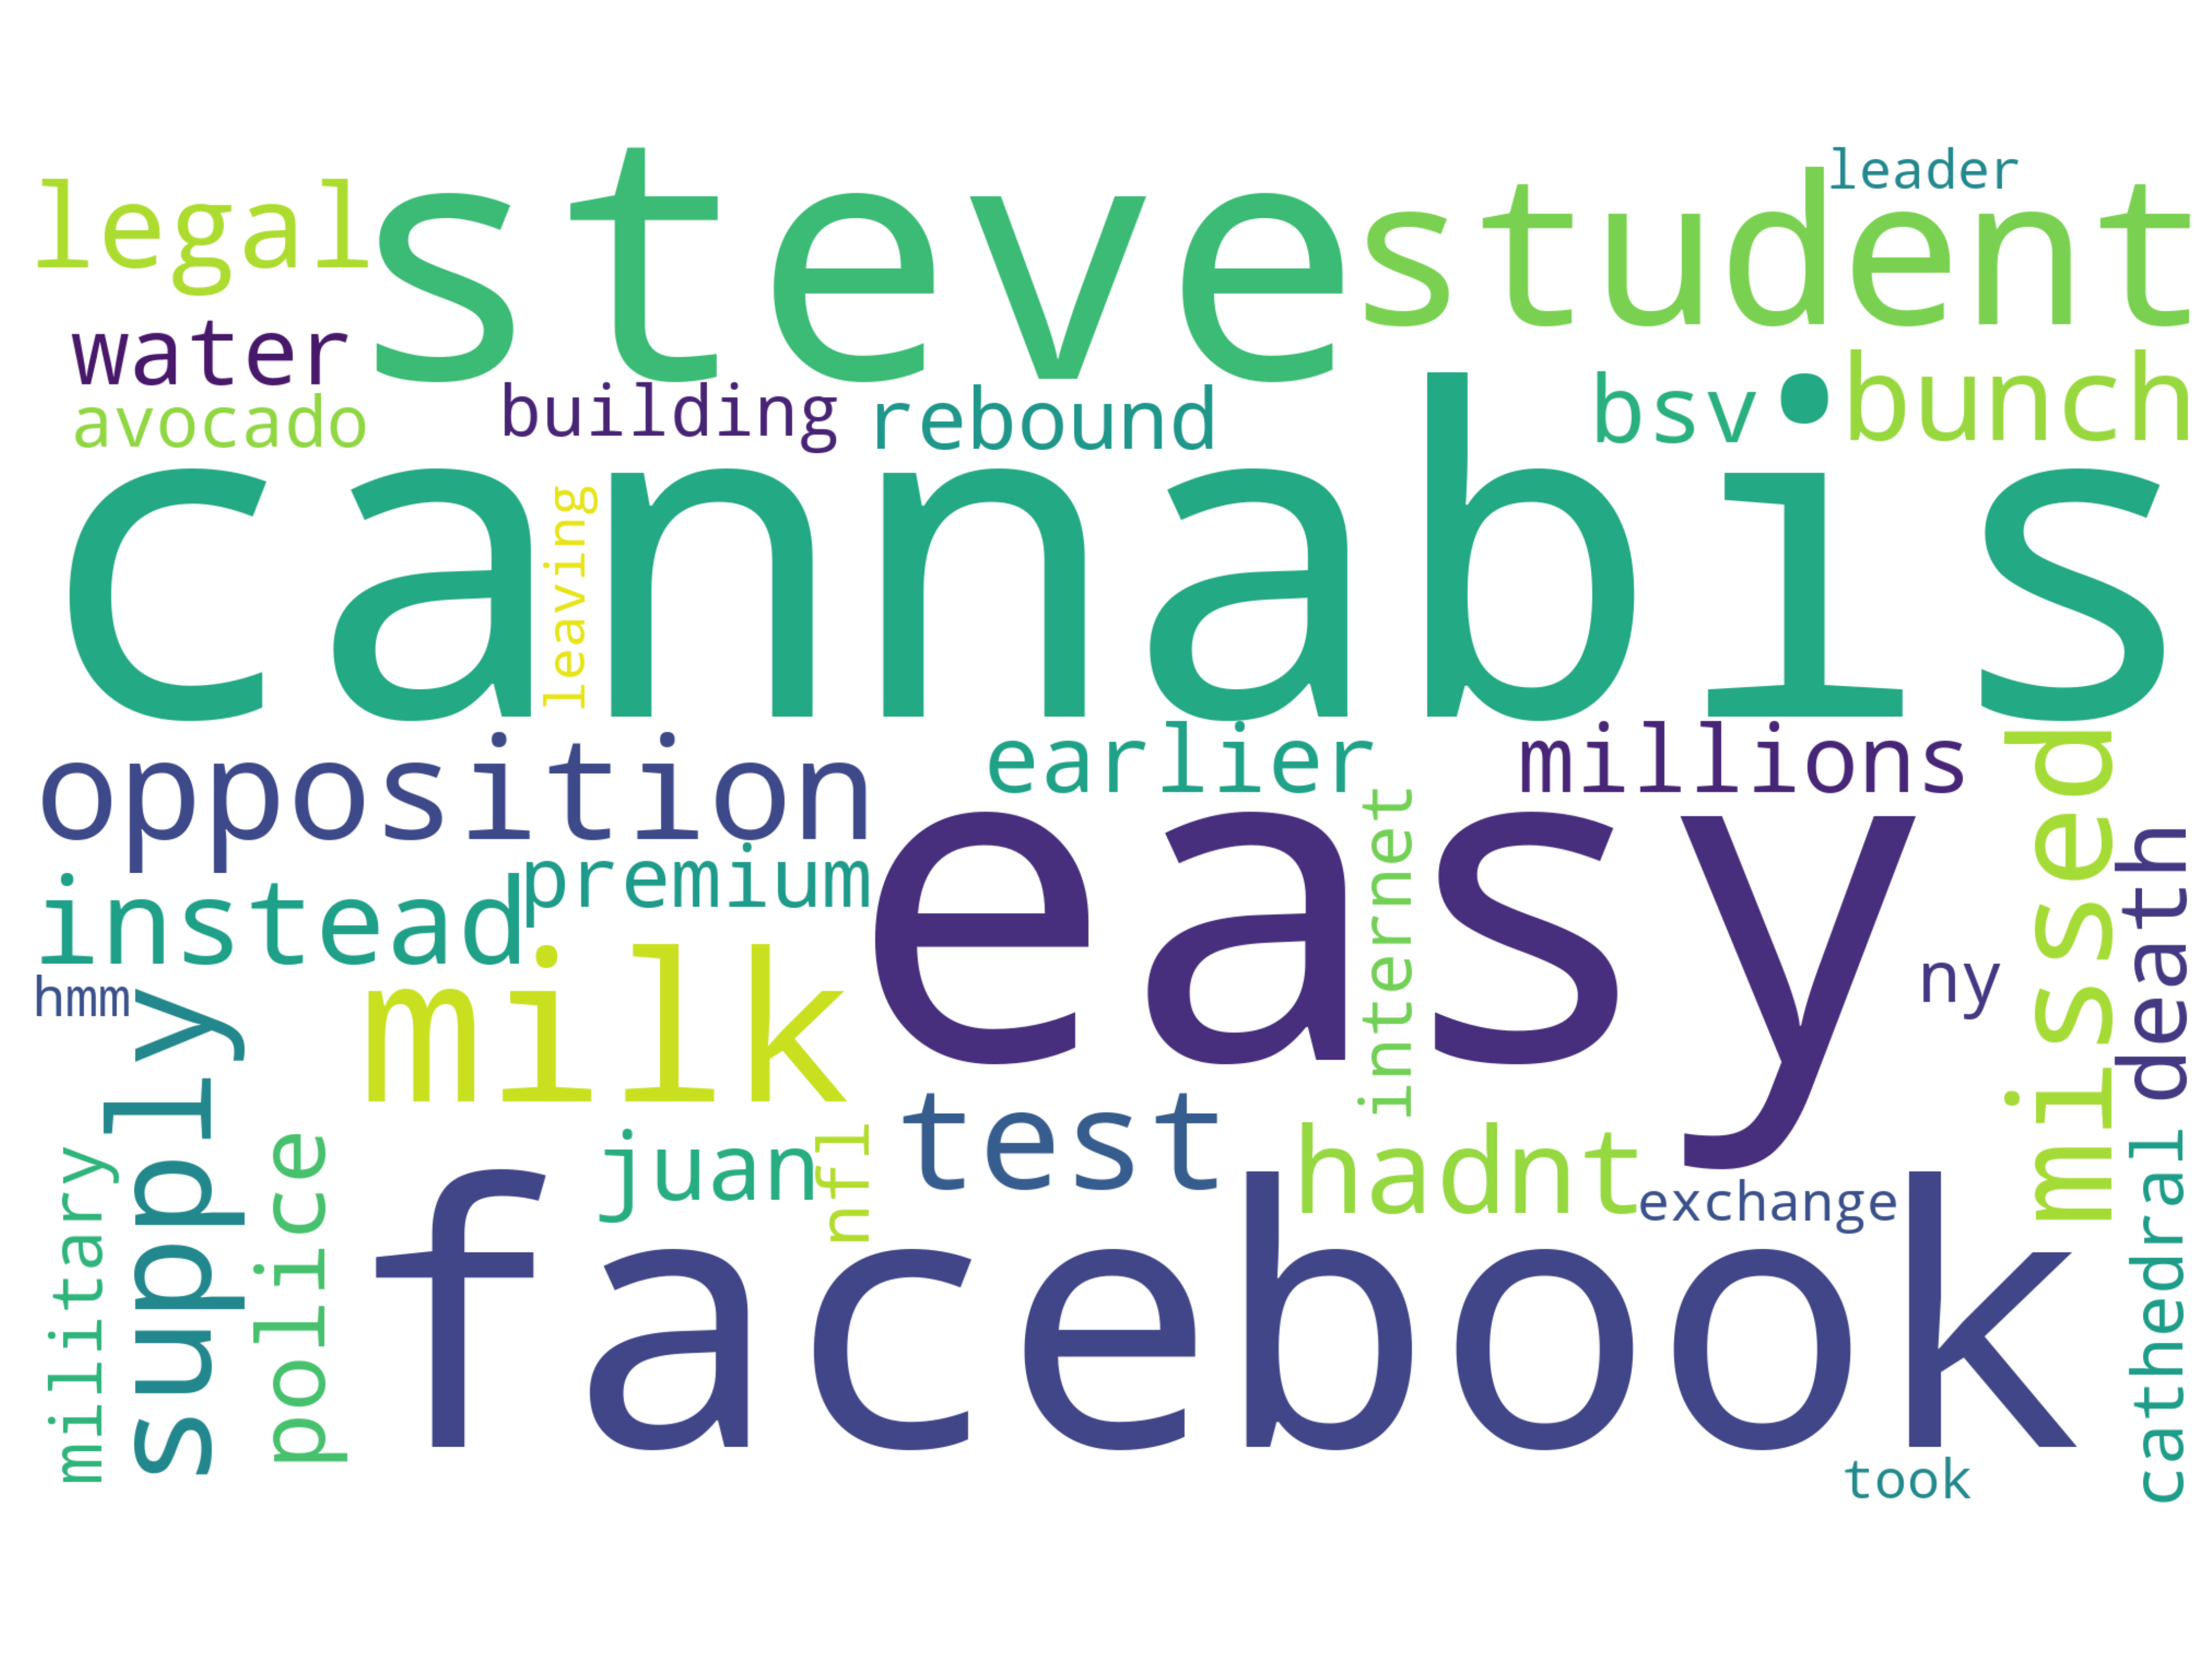 leader
legal
steve
student
water
avocado
building
rebound
bsv
bunch
cannabis
leaving
opposition
earlier
millions
missed
instead
premium
easy
internet
death
hmm
milk
ny
supply
test
hadnt
military
police
juan
nfl
exchange
cathedral
facebook
took